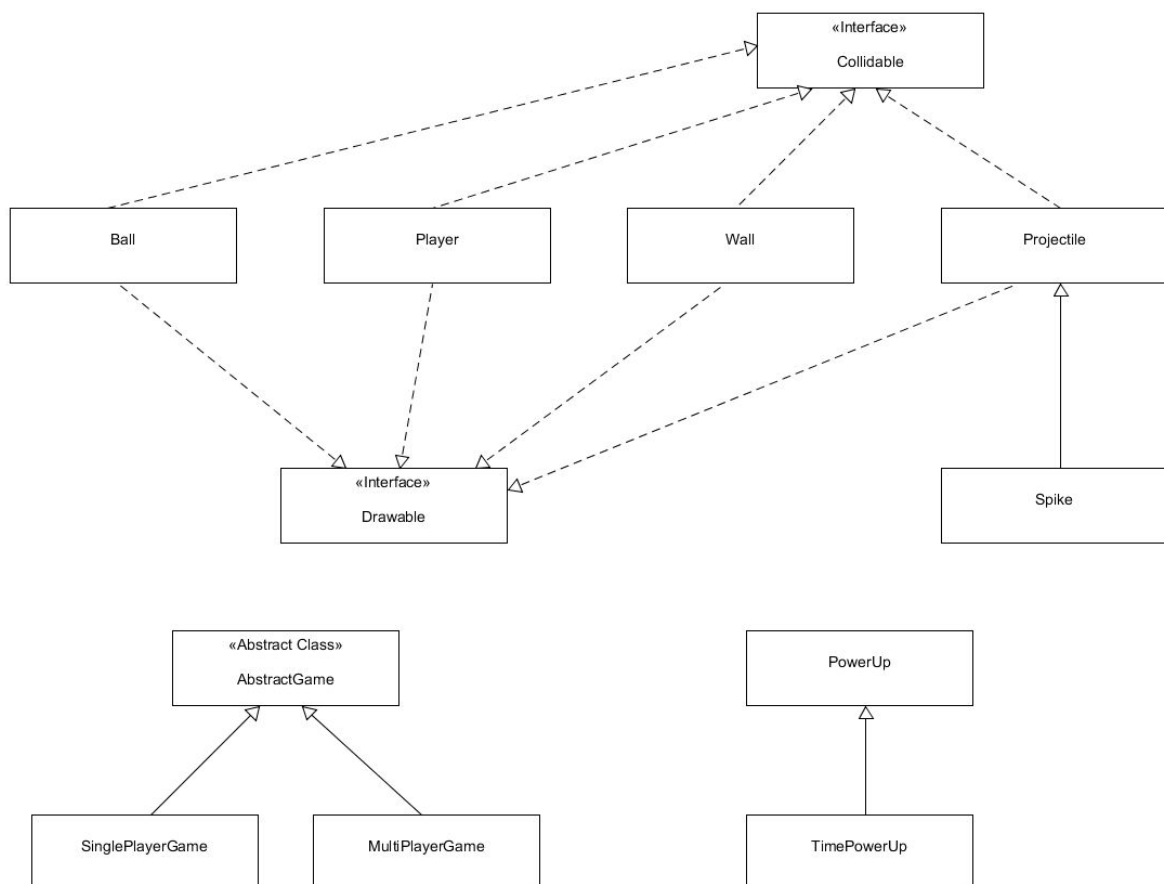 «Interface»
Collidable
Ball
Player
Wall
Projectile
«Interface»
Drawable
Spike
«Abstract Class»
AbstractGame
PowerUp
SinglePlayerGame
MultiPlayerGame
TimePowerUp